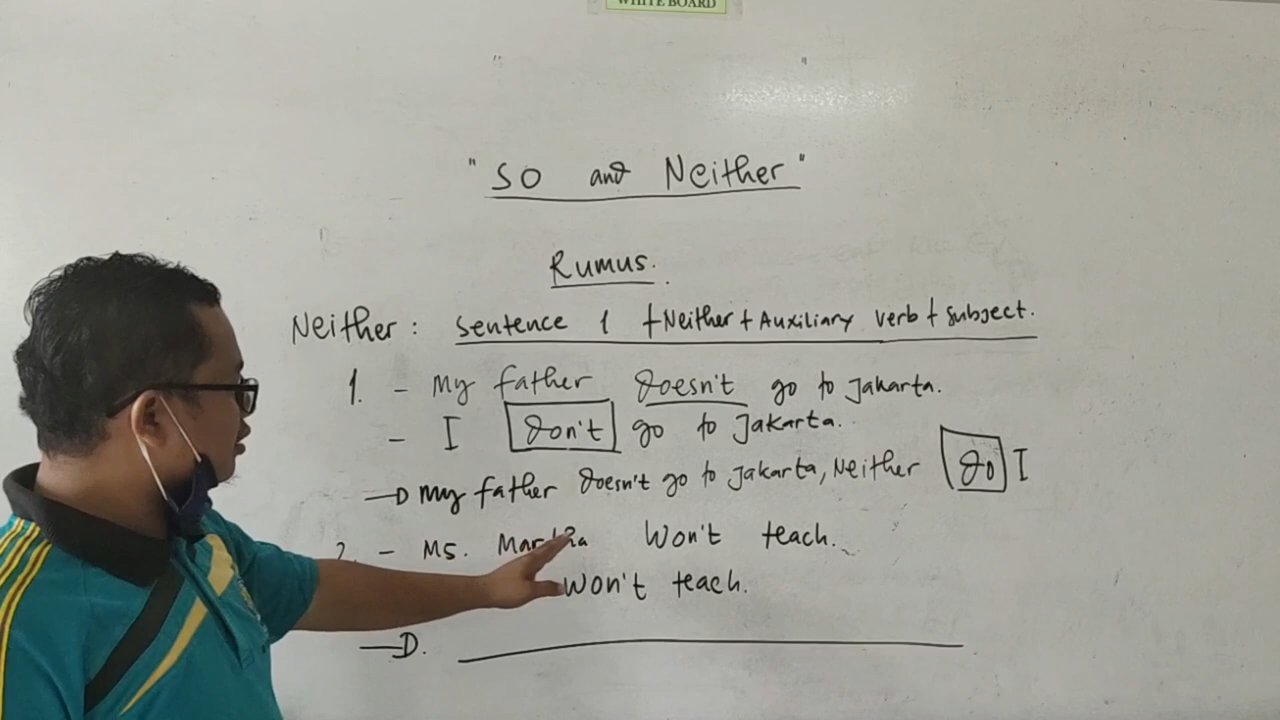 WHITE BOARD
"SO and Neither"
Rumus.
Neither : Sentence 1 + Neither + Auxiliary verb + Subject.
1. - My father doesn't go to Jakarta.
- I don't go to Jakarta.
→ My father doesn't go to Jakarta, Neither do I
2. - Ms. Martha Won't teach.
won't teach.
→.